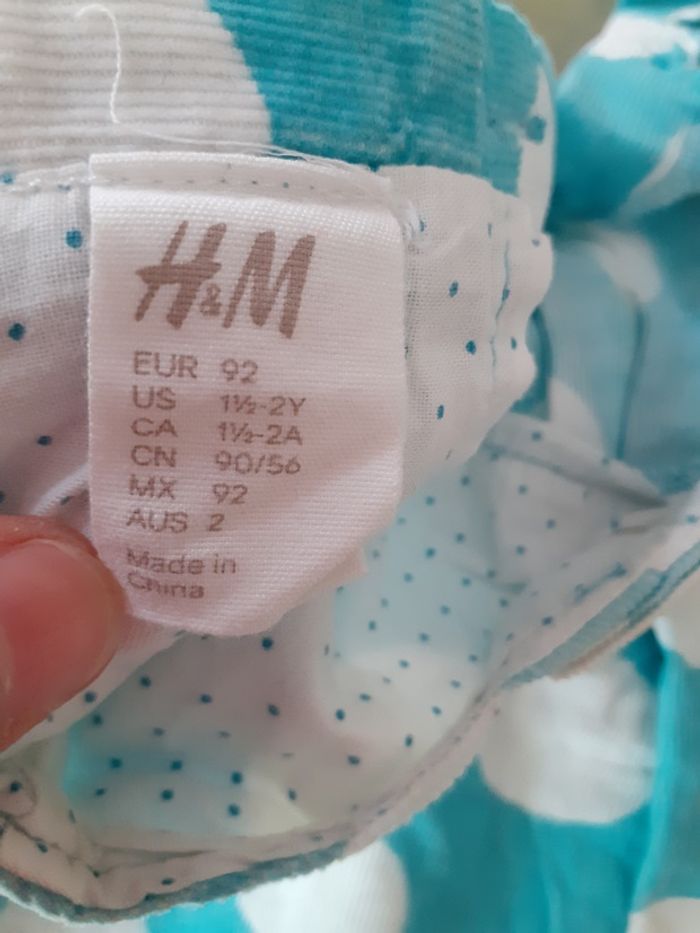 H&M
EUR 92
US 1½-2Y
CA 1½-2A
CN 90/56
MX 92
AUS 2
Made in
China